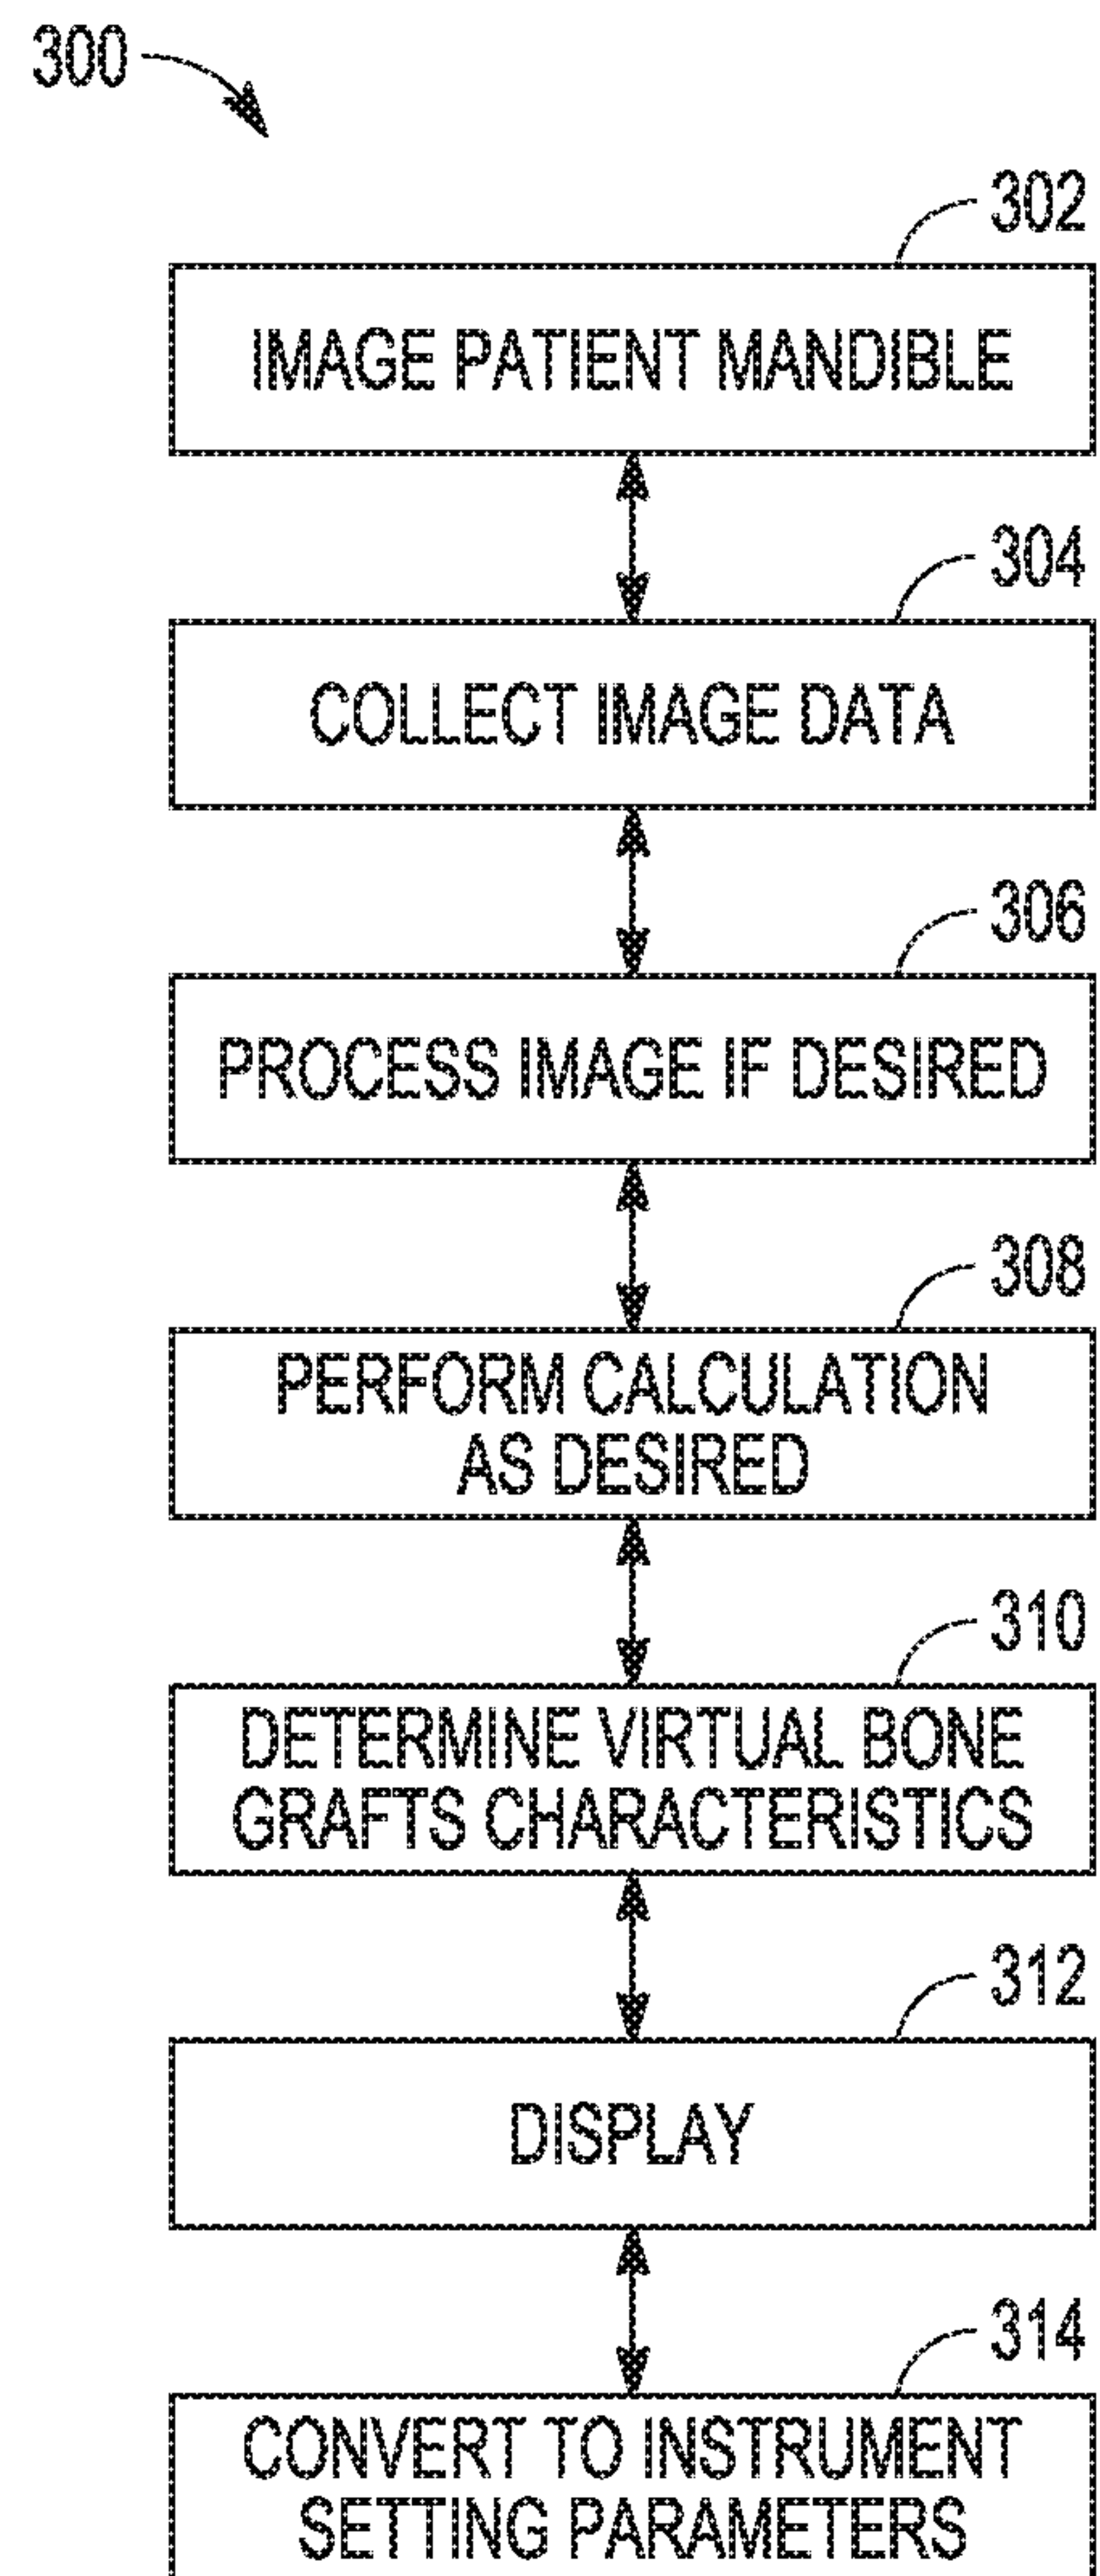 300
302
IMAGE PATIENT MANDIBLE
304
COLLECT IMAGE DATA
306
PROCESS IMAGE IF DESIRED
308
PERFORM CALCULATION
AS DESIRED
310
DETERMINE VIRTUAL BONE
GRAFTS CHARACTERISTICS
312
DISPLAY
314
CONVERT TO INSTRUMENT
SETTING PARAMETERS